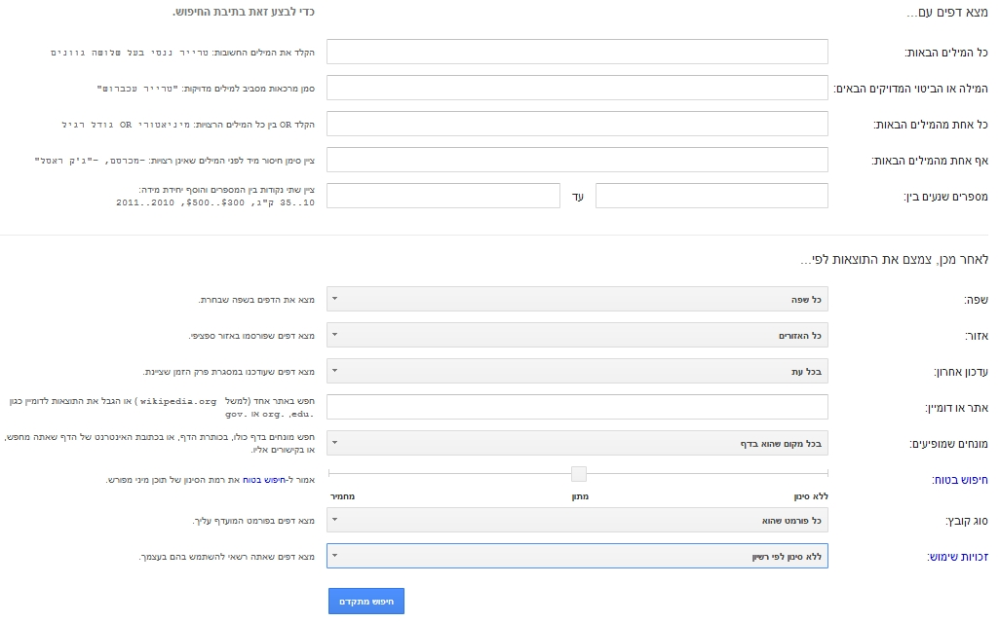 מצא דפים עם...
כדי לבצע זאת בתיבת החיפוש.
כל המילים הבאות:
הקלד את המילים החשובות: טרייר ננסי בעל שלושה גוונים
המילה או הביטוי המדויקים הבאים:
סמן מרכאות מסביב למילים מדויקות: "טרייר עכברוש"
כל אחת מהמילים הבאות:
הקלד OR בין כל המילים הרצויות: מיניאטורי OR גודל רגיל
אף אחת מהמילים הבאות:
ציין סימן חיסור מיד לפני המילים שאינן רצויות: -מכרסם, -"ג'ק ראסל"
מספרים שנעים בין:
עד
ציין שתי נקודות בין המספרים והוסף יחידת מידה:
10..35 ק"ג, $300..$500, 2010..2011
לאחר מכן, צמצם את התוצאות לפי...
שפה:
כל שפה
מצא את הדפים בשפה שבחרת.
אזור:
כל האזורים
מצא דפים שפורסמו באזור ספציפי.
עדכון אחרון:
בכל עת
מצא דפים שעודכנו במסגרת פרק הזמן שציינת.
אתר או דומיין:
חפש באתר אחד (למשל wikipedia.org ) או הגבל את התוצאות לדומיין כגון
.edu, .org או .gov
מונחים שמופיעים:
בכל מקום שהוא בדף
חפש מונחים בדף כולו, בכותרת הדף, או בכתובת האינטרנט של הדף שאתה מחפש,
או בקישורים אליו.
חיפוש בטוח:
אמור ל-חיפוש בטוח את רמת הסינון של תוכן מיני מפורש.
ללא סינון
מתון
מחמיר
סוג קובץ:
כל פורמט שהוא
מצא דפים בפורמט המועדף עליך.
זכויות שימוש:
ללא סינון לפי רשיון
מצא דפים שאתה רשאי להשתמש בהם בעצמך.
חיפוש מתקדם